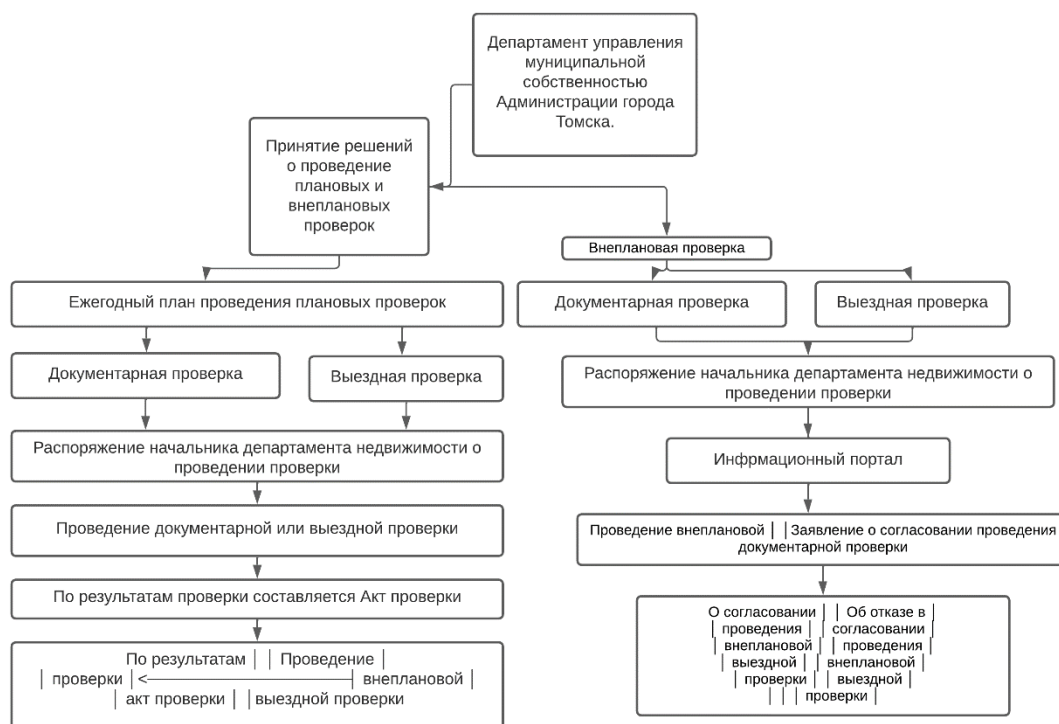 Департамент управления
муниципальной
собственностью
Администрации города
Томска.
Принятие решений
о проведение
плановых и
внеплановых
проверок
Внеплановая проверка
Ежегодный план проведения плановых проверок
Документарная проверка
Выездная проверка
Документарная проверка
Выездная проверка
Распоряжение начальника департамента недвижимости о
проведении проверки
Распоряжение начальника департамента недвижимости о
проведении проверки
Инфрмационный портал
Проведение документарной или выездной проверки
Проведение внеплановой | | Заявление о согласовании проведения
документарной проверки
По результатам проверки составляется Акт проверки
О согласовании | | Об отказе в |
| проведения | | согласовании |
| внеплановой | | проведения |
| выездной | | внеплановой |
| проверки | | выездной |
| | | проверки |
По результатам | | Проведение |
| проверки |<-------------------| внеплановой |
| акт проверки | | выездной проверки |